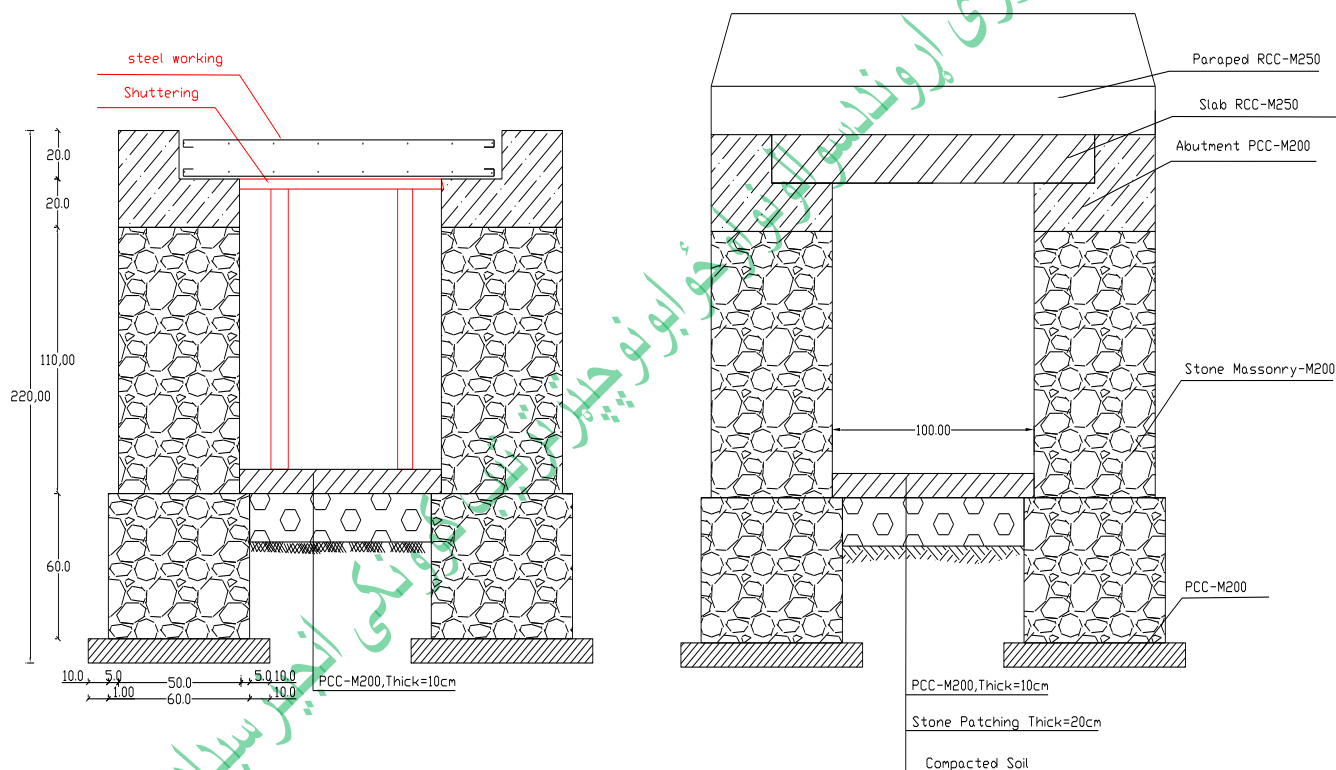 steel working
Shuttering
20.0
20.0
110,00
220,00
60.0
10.0 5.0 50.0 5.0 10.0
1.00 60.0 10.0
PCC-M200,Thick=10cm
Paraped RCC-M250
Slab RCC-M250
Abutment PCC-M200
100.00
Stone Massonry-M200
PCC-M200
PCC-M200,Thick=10cm
Stone Patching Thick=20cm
Compacted Soil